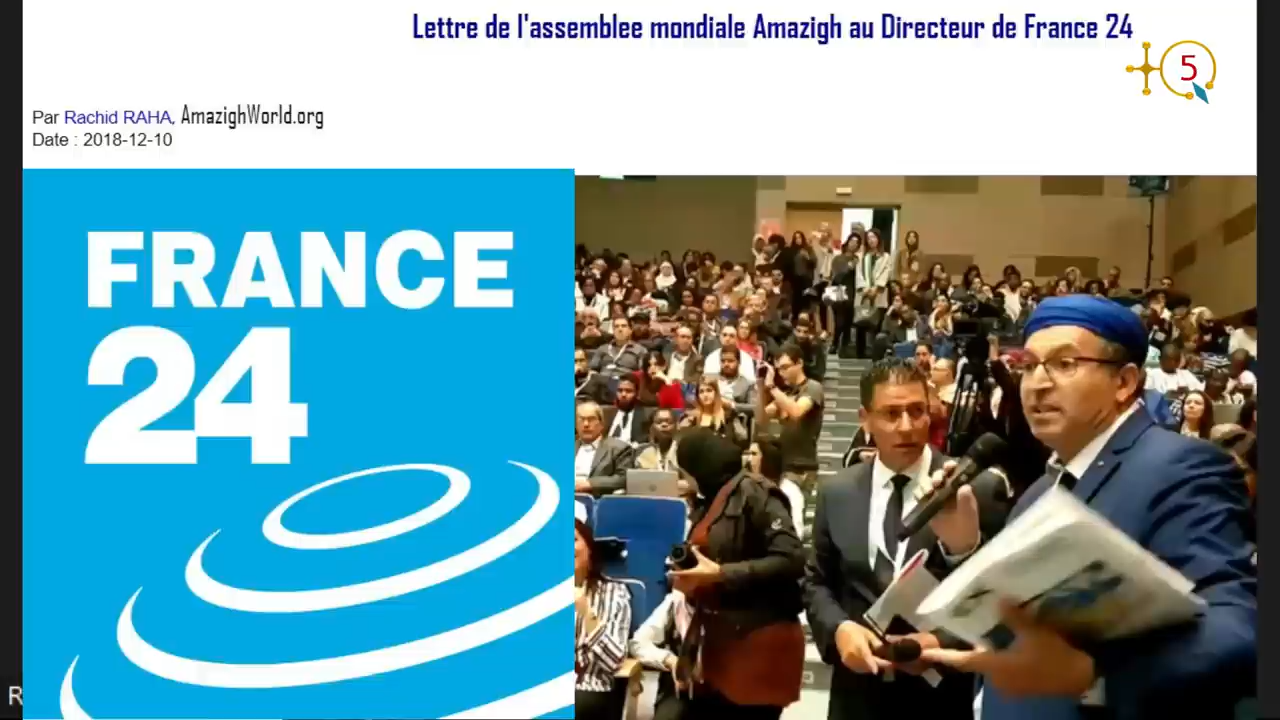 Lettre de l'assemblee mondiale Amazigh au Directeur de France 24
5
Par Rachid RAHA, AmazighWorld.org
Date : 2018-12-10
FRANCE
24
R